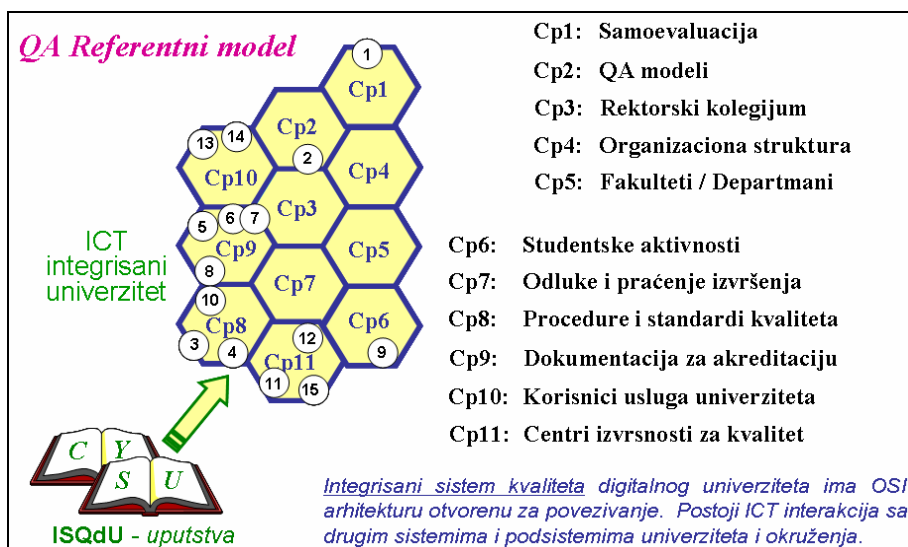 QA Referentni model
1
Cp1
Cp2
2
13
14
Cp10
Cp4
Cp3
5
6
7
Cp9
8
Cp5
Cp7
10
Cp8
3
4
Cp6
9
12
Cp11
11
15
ICT
integrisani
univerzitet
C Y
S U
ISQdU - uputstva
Cp1: Samoevaluacija
Cp2: QA modeli
Cp3: Rektorski kolegijum
Cp4: Organizaciona struktura
Cp5: Fakulteti / Departmani
Cp6: Studentske aktivnosti
Cp7: Odluke i praćenje izvršenja
Cp8: Procedure i standardi kvaliteta
Cp9: Dokumentacija za akreditaciju
Cp10: Korisnici usluga univerziteta
Cp11: Centri izvrsnosti za kvalitet
Integrisani sistem kvaliteta digitalnog univerziteta ima OSI
arhitekturu otvorenu za povezivanje. Postoji ICT interakcija sa
drugim sistemima i podsistemima univerziteta i okruženja.